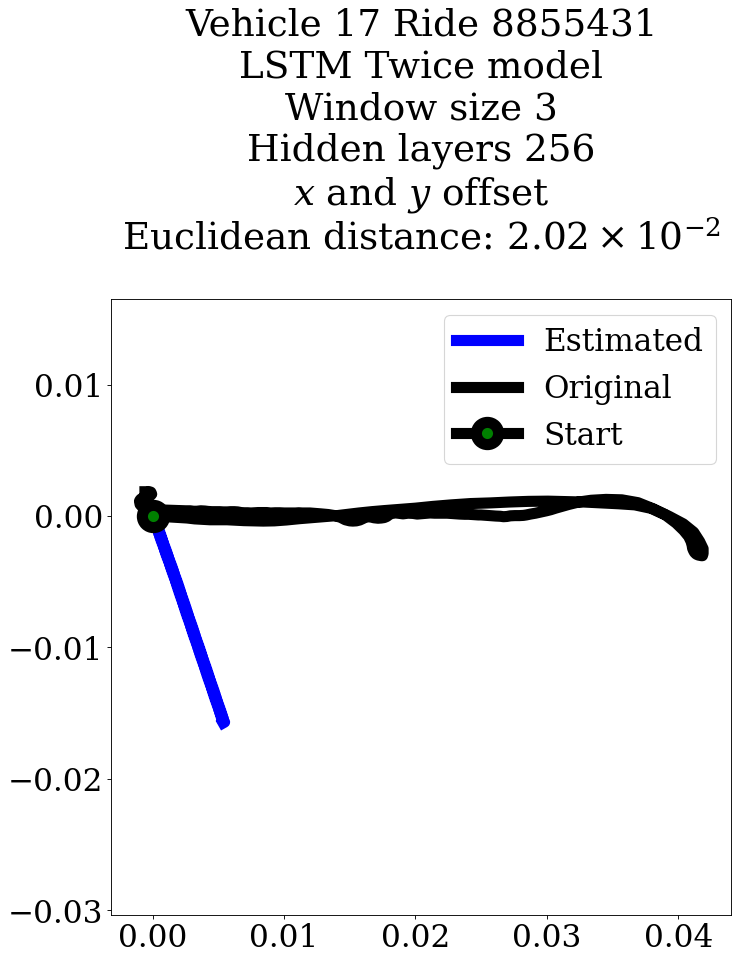 Vehicle 17 Ride 8855431
LSTM Twice model
Window size 3
Hidden layers 256
x and y offset
Euclidean distance: 2.02 × 10⁻²
Estimated
Original
Start
0.01
0.00
−0.01
−0.02
−0.03
0.00 0.01 0.02 0.03 0.04